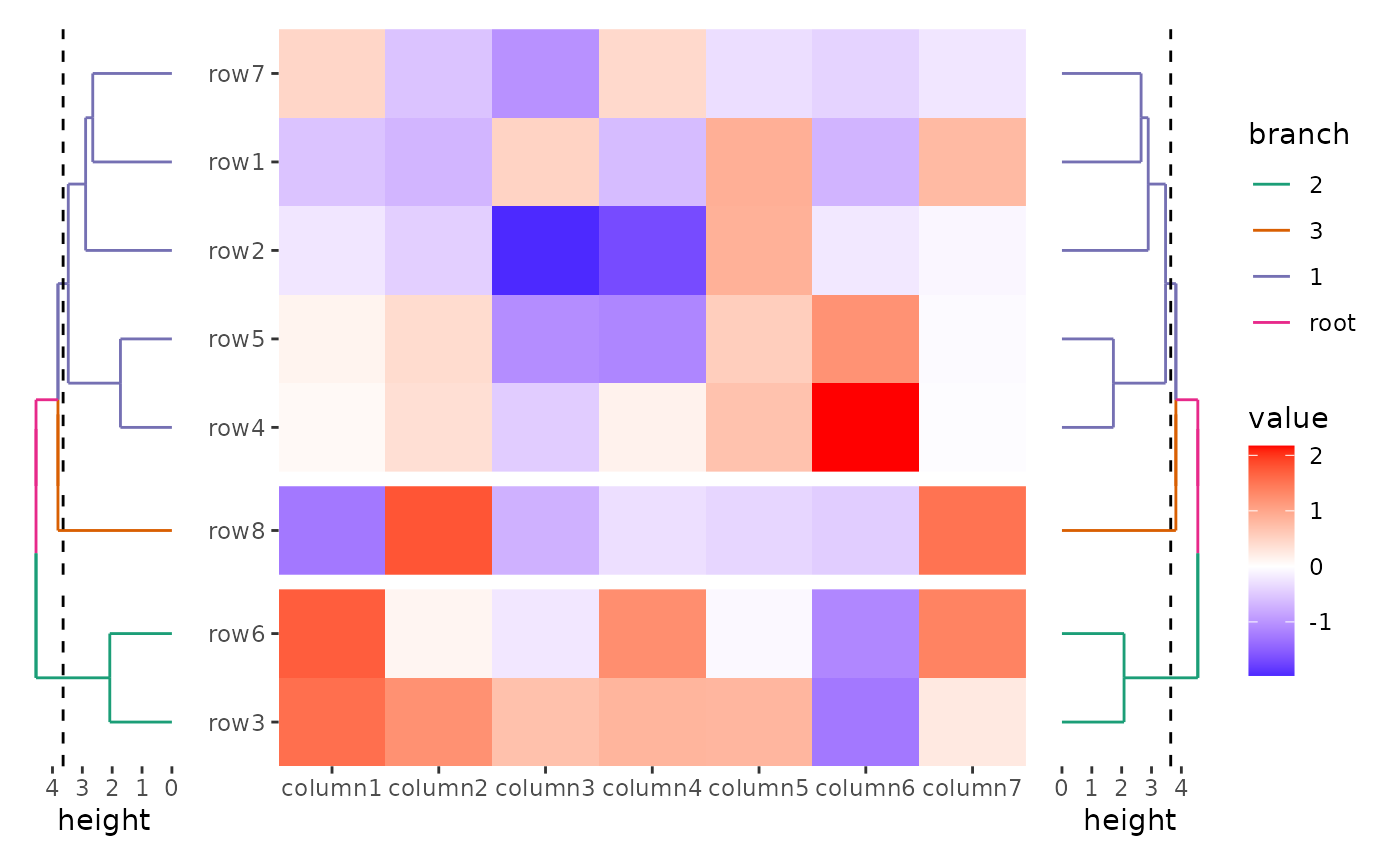 row7
row1
row2
row5
row4
row8
row6
row3
column1 column2 column3 column4 column5 column6 column7
4 3 2 1 0
height
0 1 2 3 4
height
branch
2
3
1
root
value
2
1
0
-1